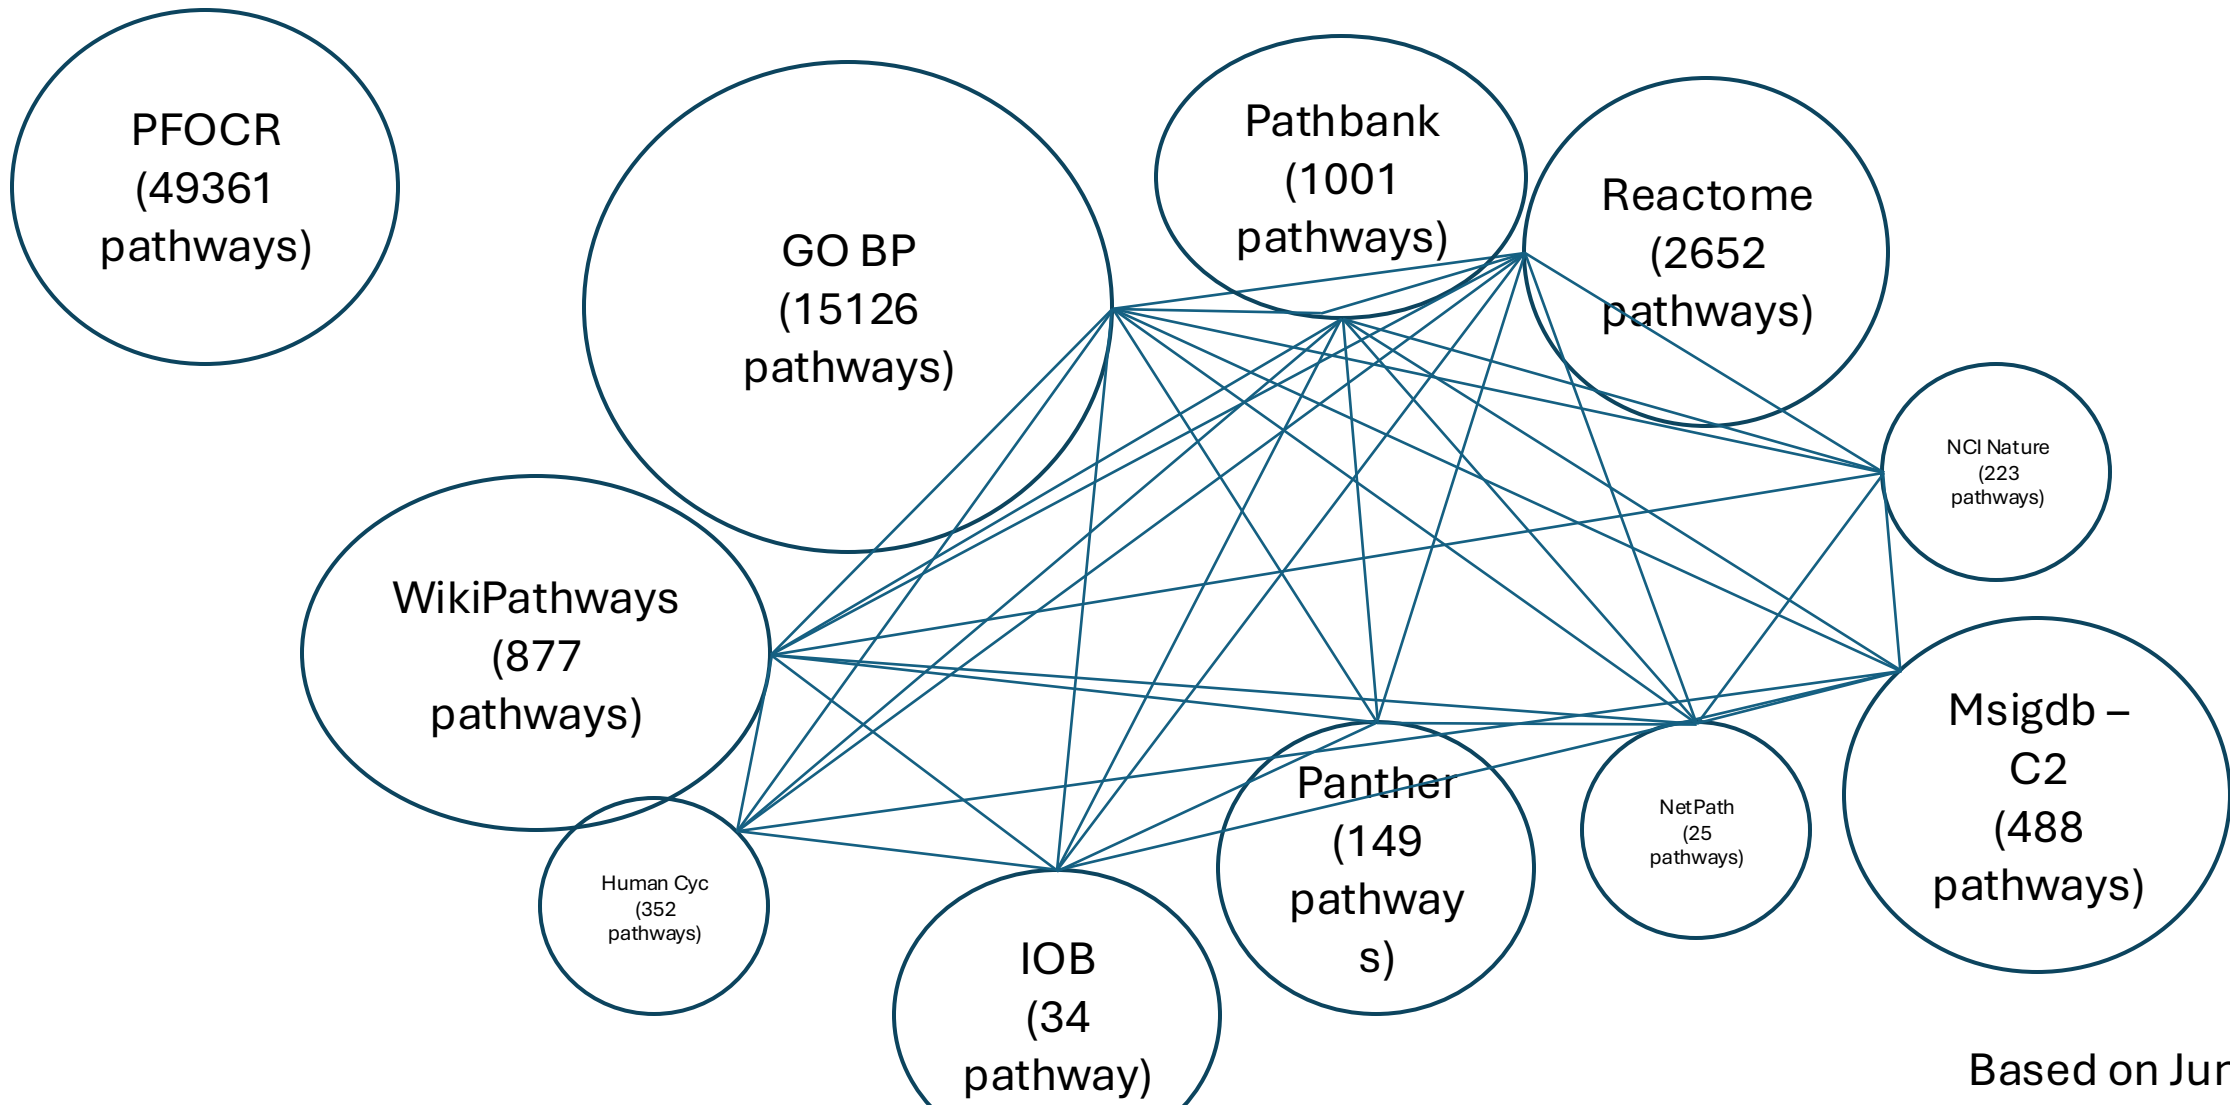 PFOCR
(49361
pathways)
GO BP
(15126
pathways)
Pathbank
(1001
pathways)
Reactome
(2652
pathways)
NCI Nature
(223
pathways)
WikiPathways
(877
pathways)
Human Cyc
(352
pathways)
IOB
(34
pathway)
Panther
(149
pathway
s)
NetPath
(25
pathways)
Msigdb –
C2
(488
pathways)
Based on